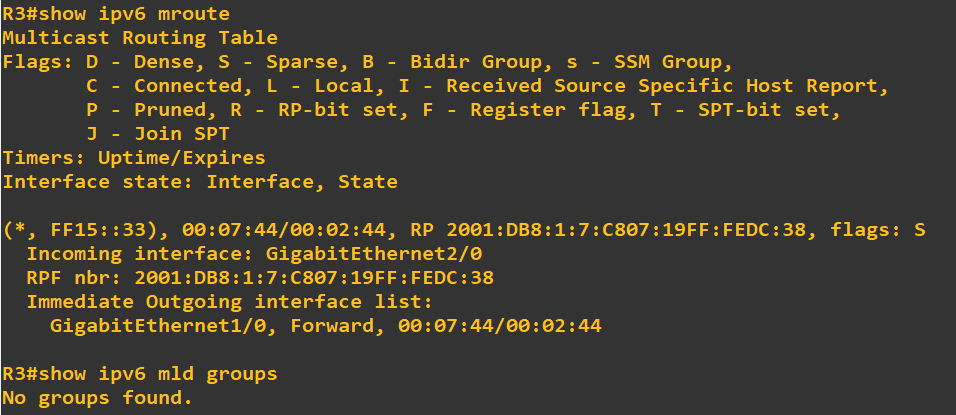 R3#show ipv6 mroute
Multicast Routing Table
Flags: D - Dense, S - Sparse, B - Bidir Group, s - SSM Group,
       C - Connected, L - Local, I - Received Source Specific Host Report,
       P - Pruned, R - RP-bit set, F - Register flag, T - SPT-bit set,
       J - Join SPT
Timers: Uptime/Expires
Interface state: Interface, State

(*, FF15::33), 00:07:44/00:02:44, RP 2001:DB8:1:7:C807:19FF:FEDC:38, flags: S
  Incoming interface: GigabitEthernet2/0
  RPF nbr: 2001:DB8:1:7:C807:19FF:FEDC:38
  Immediate Outgoing interface list:
    GigabitEthernet1/0, Forward, 00:07:44/00:02:44

R3#show ipv6 mld groups
No groups found.